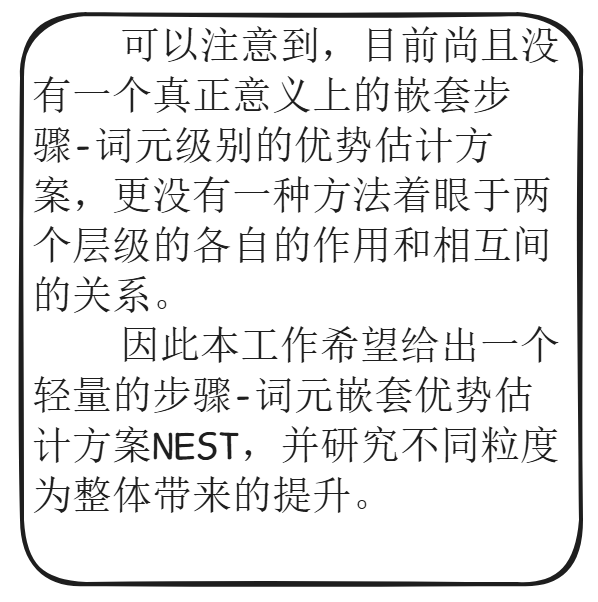 可以注意到，目前尚且没
有一个真正意义上的嵌套步
骤-词元级别的优势估计方
案，更没有一种方法着眼于两
个层级的各自的作用和相互间
的关系。
因此本工作希望给出一个
轻量的步骤-词元嵌套优势估
计方案NEST，并研究不同粒度
为整体带来的提升。